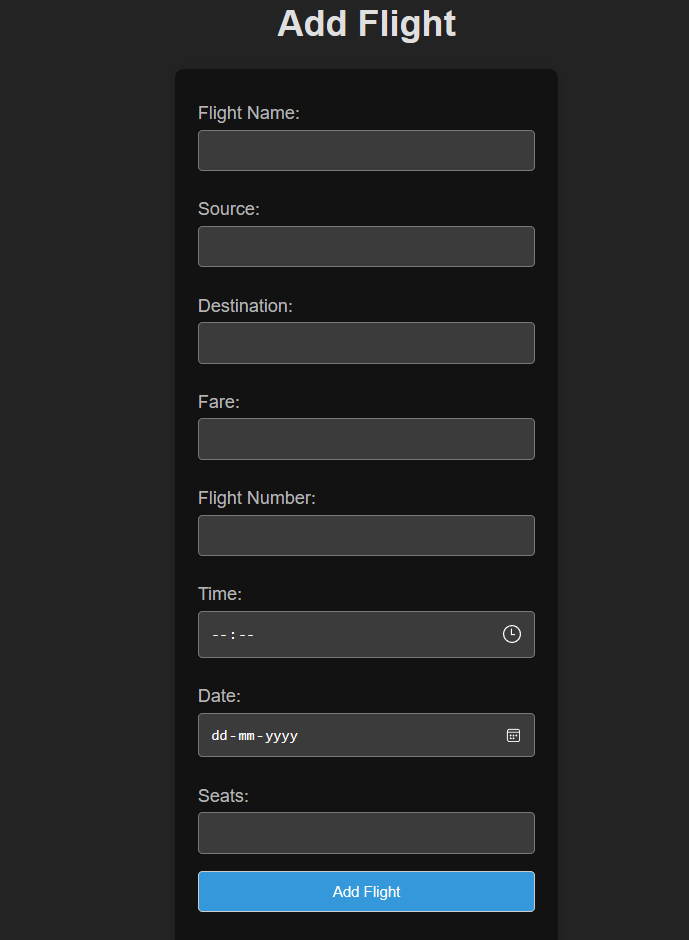 Add Flight
Flight Name:
Source:
Destination:
Fare:
Flight Number:
Time:
--:--
Date:
dd-mm-yyyy
Seats:
Add Flight